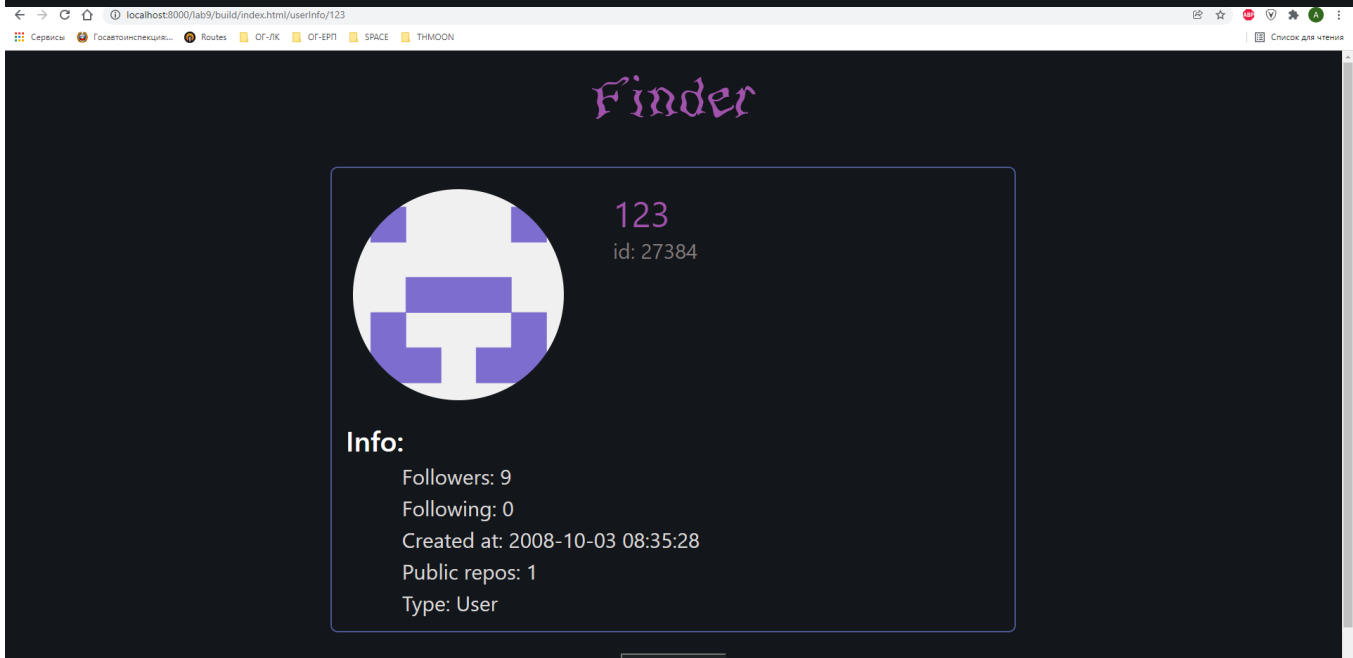 localhost:8000/lab9/build/index.html/userInfo/123
ABP
A
Сервисы Госавтоинспекция:... Routes ОГ-ЛК ОГ-ЕРП SPACE THMOON Список для чтения
Finder
123
id: 27384
Info:
Followers: 9
Following: 0
Created at: 2008-10-03 08:35:28
Public repos: 1
Type: User